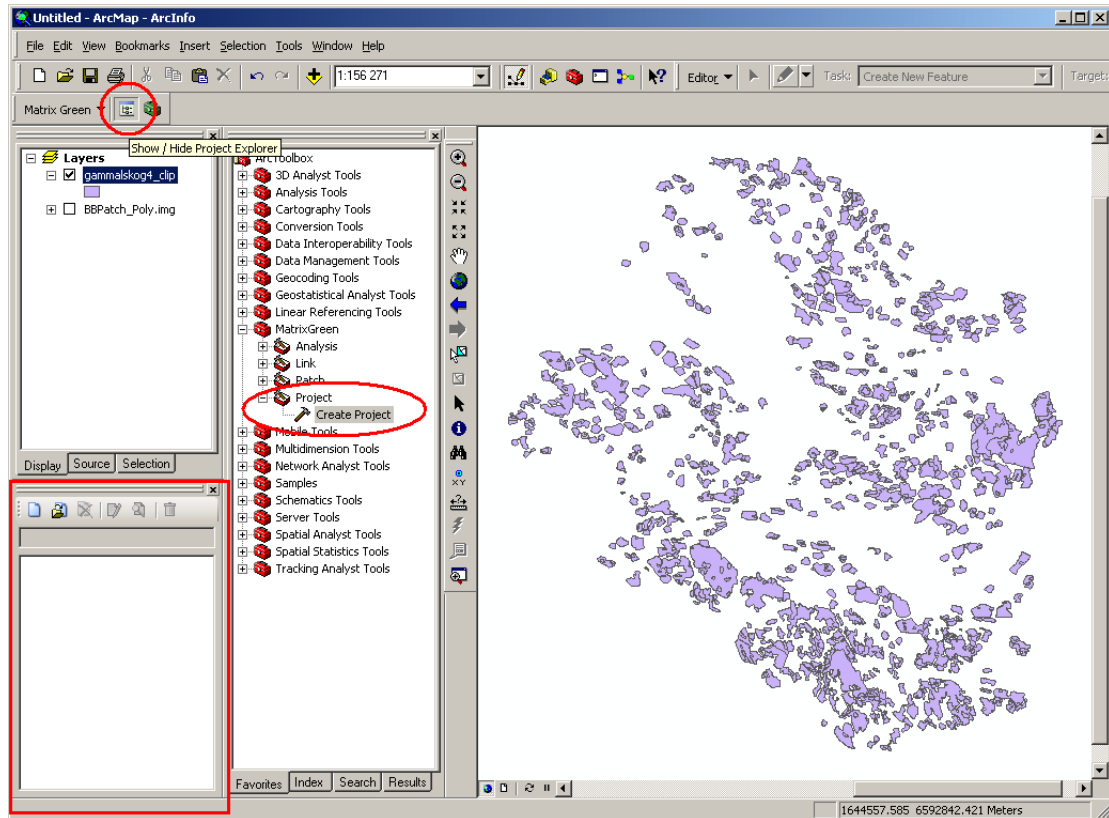 Untitled - ArcMap - ArcInfo
File Edit View Bookmarks Insert Selection Tools Window Help
1:156 271
Editor
Task: Create New Feature
Target:
Matrix Green
Show / Hide Project Explorer
Layers
gammalskog4_clip
BBPatch_Poly.img
Display Source Selection
ArcToolbox
3D Analyst Tools
Analysis Tools
Cartography Tools
Conversion Tools
Data Interoperability Tools
Data Management Tools
Geocoding Tools
Geostatistical Analyst Tools
Linear Referencing Tools
MatrixGreen
Analysis
Link
Patch
Project
Create Project
Mobile Tools
Multidimension Tools
Network Analyst Tools
Samples
Schematics Tools
Server Tools
Spatial Analyst Tools
Spatial Statistics Tools
Tracking Analyst Tools
Favorites Index Search Results
XY
1644557.585 6592842.421 Meters